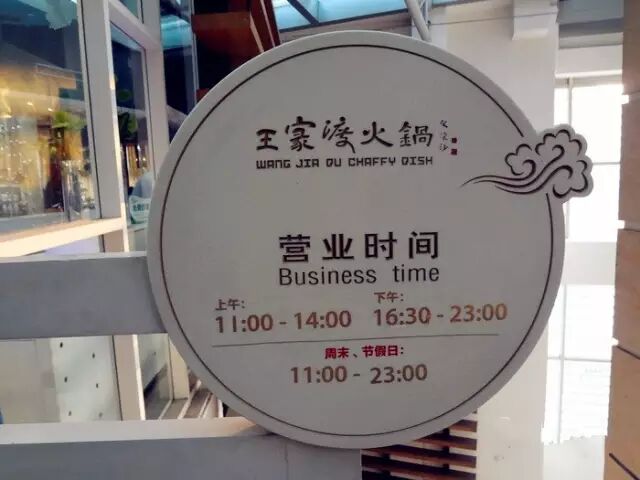 王家渡火鍋
WANG JIA DU CHAFFY DISH
营业时间
Business time
上午: 下午:
11:00 - 14:00 16:30 - 23:00
周末、节假日:
11:00 - 23:00